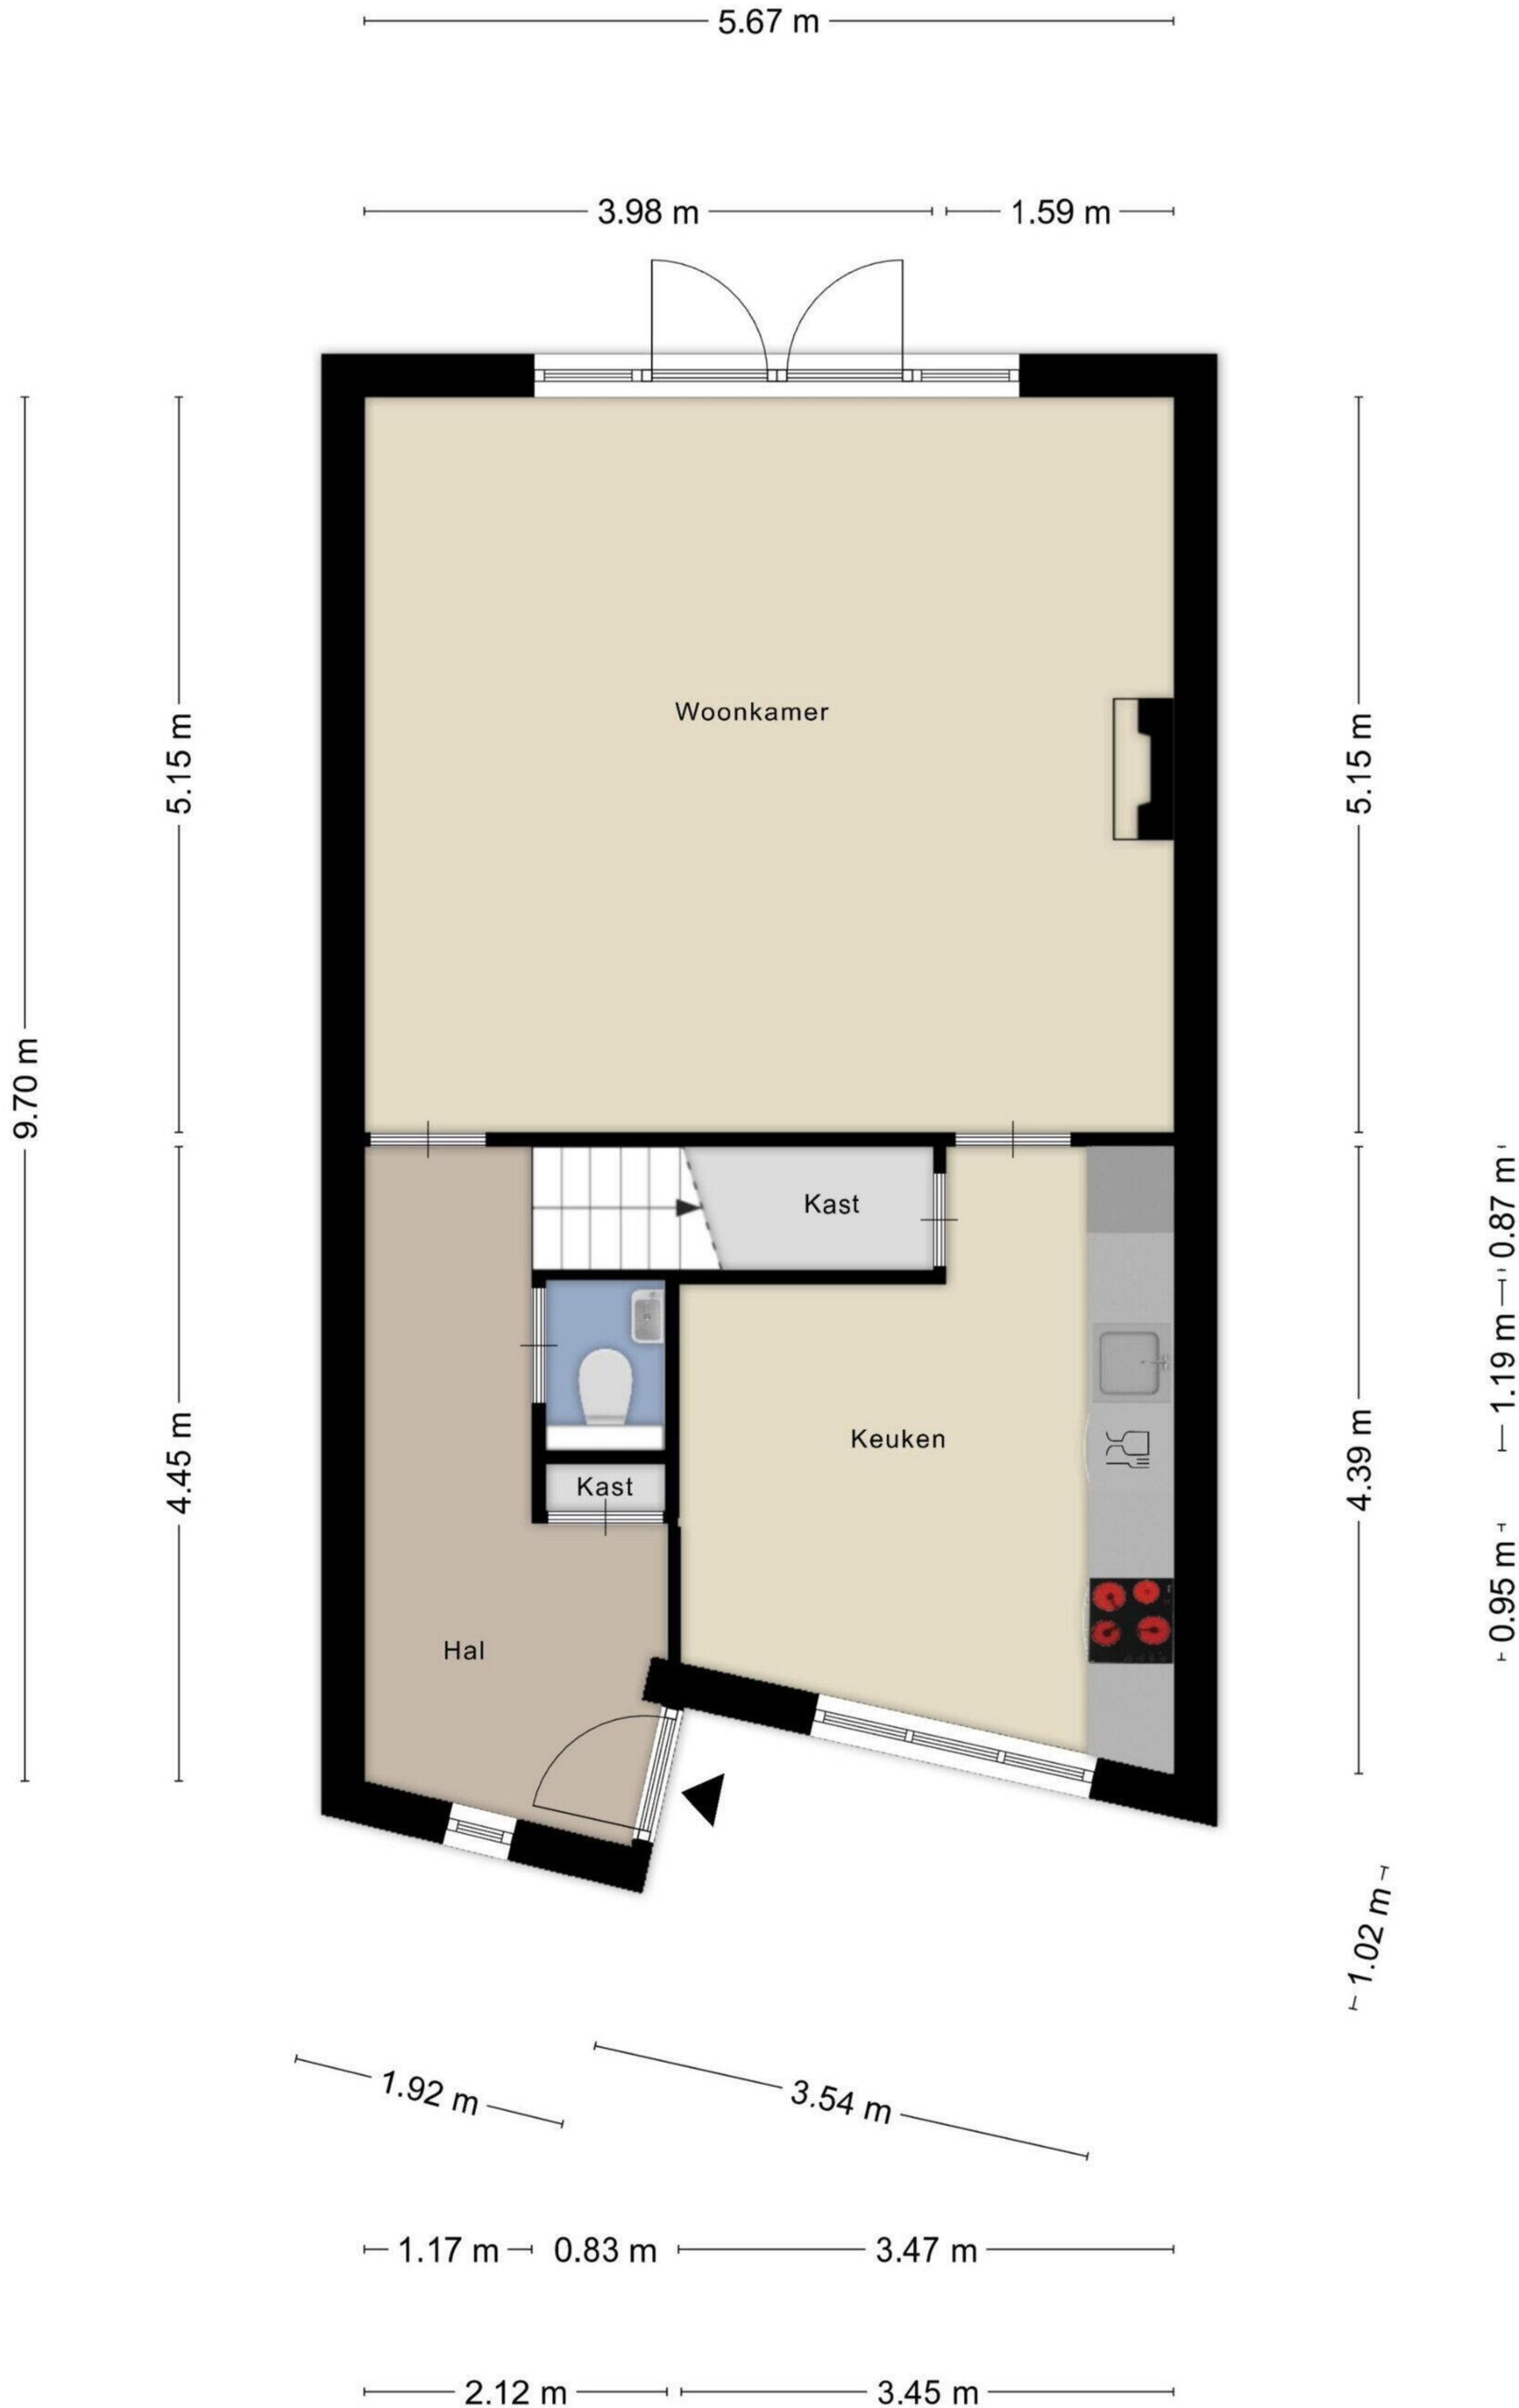 5.67 m
3.98 m
1.59 m
Woonkamer
5.15 m
5.15 m
9.70 m
Kast
0.87 m
1.19 m
Keuken
4.45 m
4.39 m
Kast
0.95 m
Hal
1.02 m
1.92 m
3.54 m
1.17 m
0.83 m
3.47 m
2.12 m
3.45 m